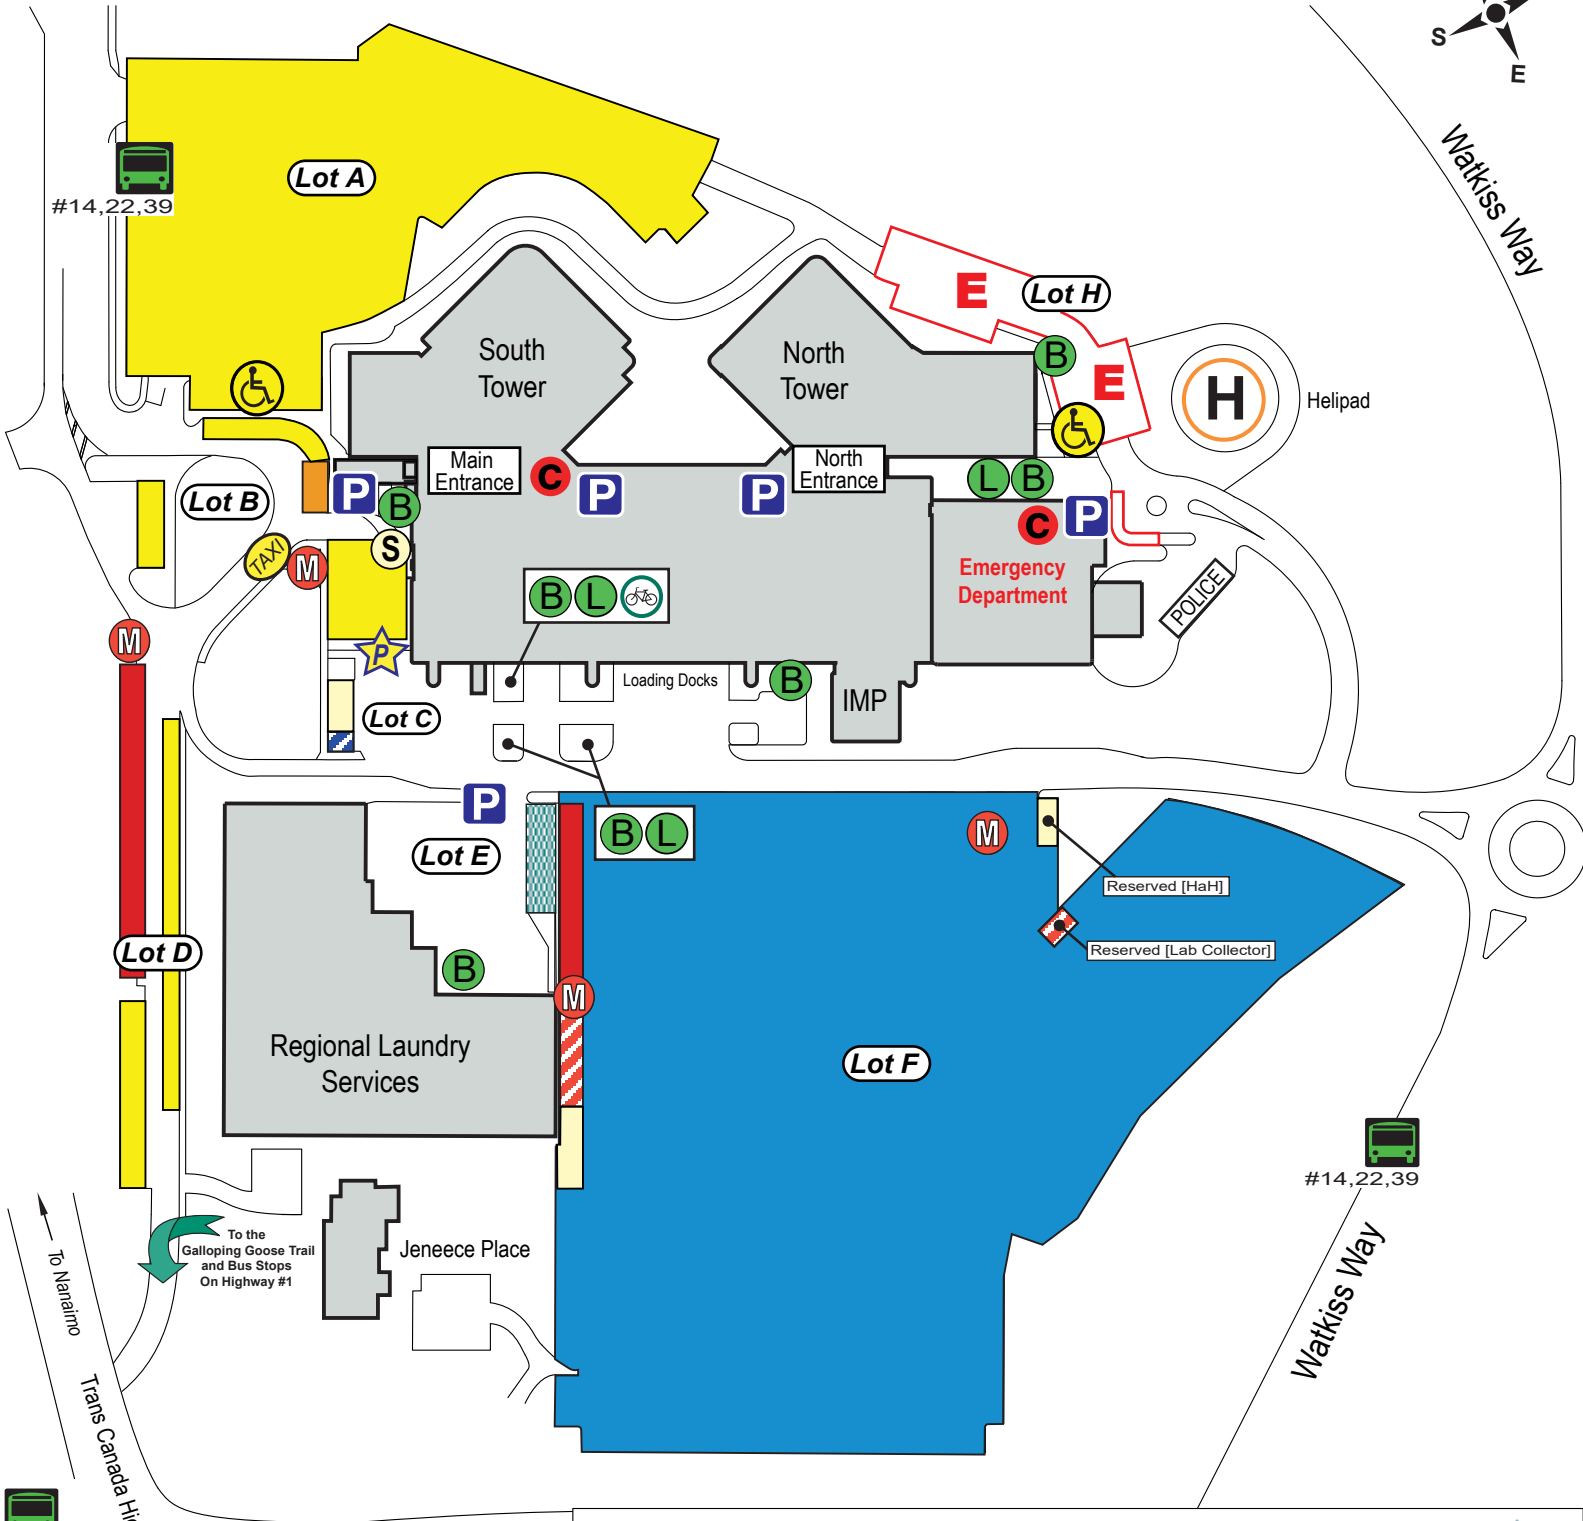 S
E
Watkiss Way
Lot A
#14,22,39
E
Lot H
B
E
H
Helipad
South
Tower
North
Tower
Main
Entrance
C
P
P
North
Entrance
L
B
C
P
Emergency
Department
POLICE
Lot B
P
B
S
TAXI
M
M
B
L
P
Loading Docks
B
IMP
Lot C
P
Lot E
B
L
M
Reserved [HaH]
Reserved [Lab Collector]
Lot D
B
M
Regional Laundry
Services
Lot F
#14,22,39
Watkiss Way
To the
Galloping Goose Trail
and Bus Stops
On Highway #1
Jeneece Place
To Nanaimo
Trans Canada